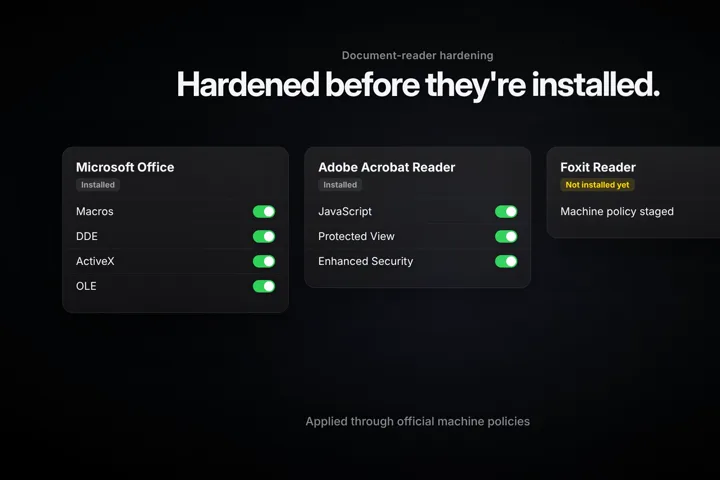 Document-reader hardening
Hardened before they're installed.
Microsoft Office
Installed
Macros
DDE
ActiveX
OLE
Adobe Acrobat Reader
Installed
JavaScript
Protected View
Enhanced Security
Foxit Reader
Not installed yet
Machine policy staged
Applied through official machine policies